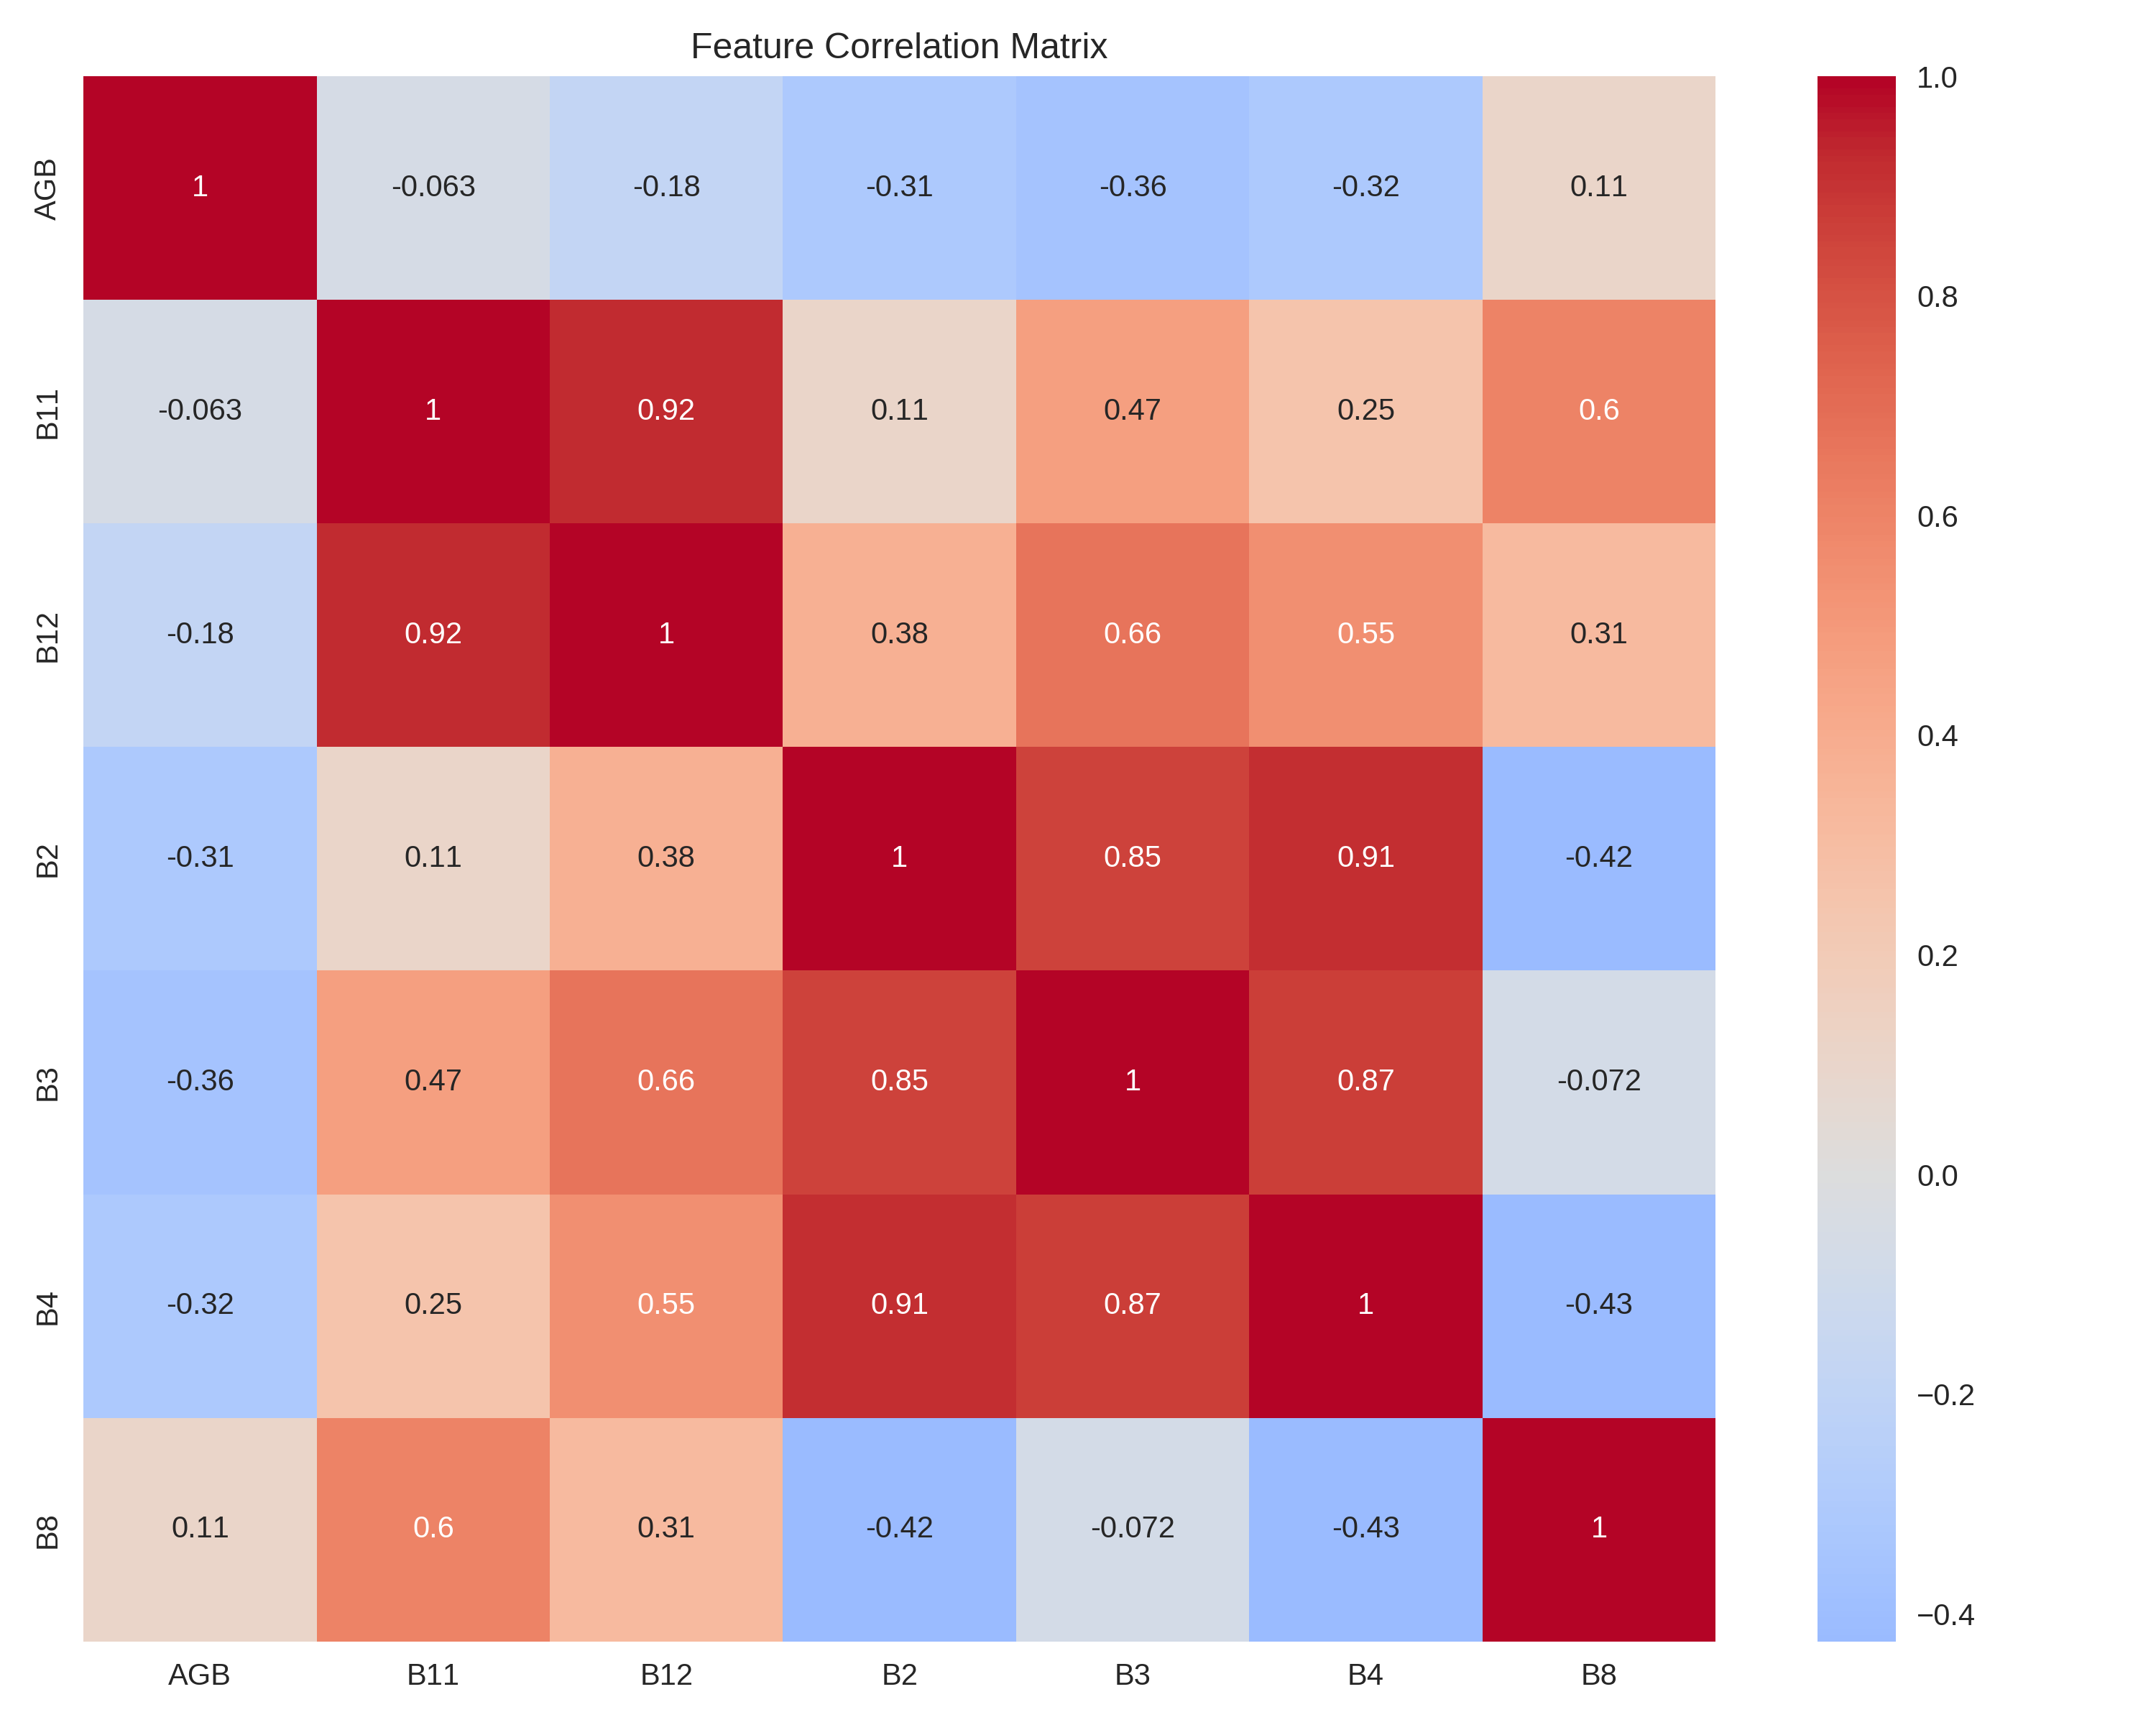 Feature Correlation Matrix
AGB 1 -0.063 -0.18 -0.31 -0.36 -0.32 0.11
B11 -0.063 1 0.92 0.11 0.47 0.25 0.6
B12 -0.18 0.92 1 0.38 0.66 0.55 0.31
B2 -0.31 0.11 0.38 1 0.85 0.91 -0.42
B3 -0.36 0.47 0.66 0.85 1 0.87 -0.072
B4 -0.32 0.25 0.55 0.91 0.87 1 -0.43
B8 0.11 0.6 0.31 -0.42 -0.072 -0.43 1
AGB B11 B12 B2 B3 B4 B8
1.0
0.8
0.6
0.4
0.2
0.0
−0.2
−0.4